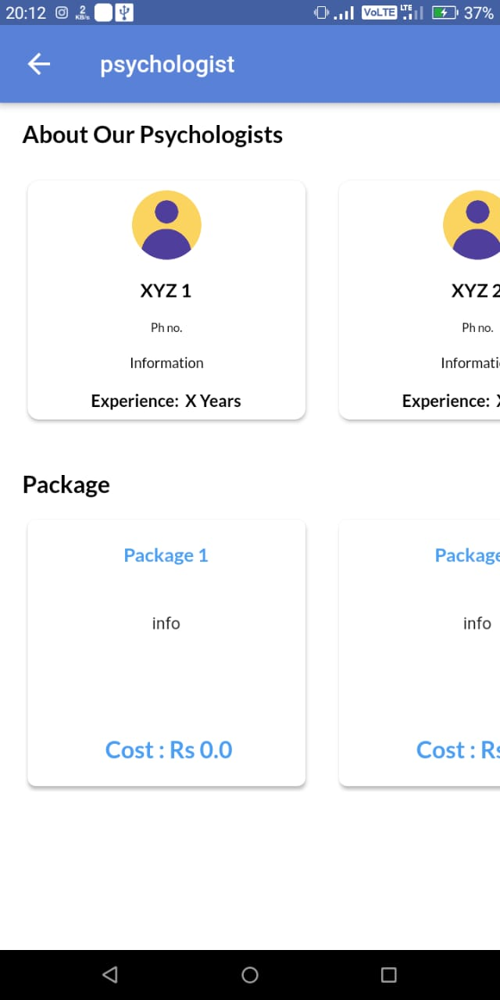 20:12 2 KB/s VoLTE LTE 37%
psychologist
About Our Psychologists
XYZ 1 XYZ 2
Ph no. Ph no.
Information Informati
Experience: X Years Experience:
Package
Package 1 Package
info info
Cost : Rs 0.0 Cost : Rs